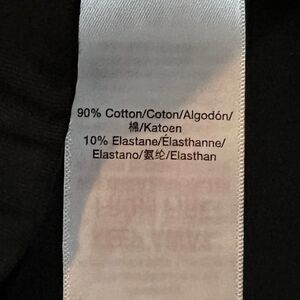 90% Cotton/Coton/Algodón/
棉/Katoen
10% Elastane/Élasthanne/
Elastano/氨纶/Elasthan